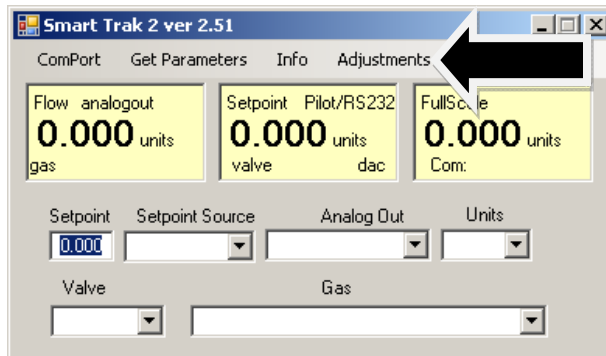 Smart Trak 2 ver 2.51
ComPort Get Parameters Info Adjustments
Flow analogout
0.000 units
gas
Setpoint Pilot/RS232
0.000 units
valve dac
0.000 units
Com:
Setpoint Setpoint Source Analog Out Units
0.000
Valve Gas